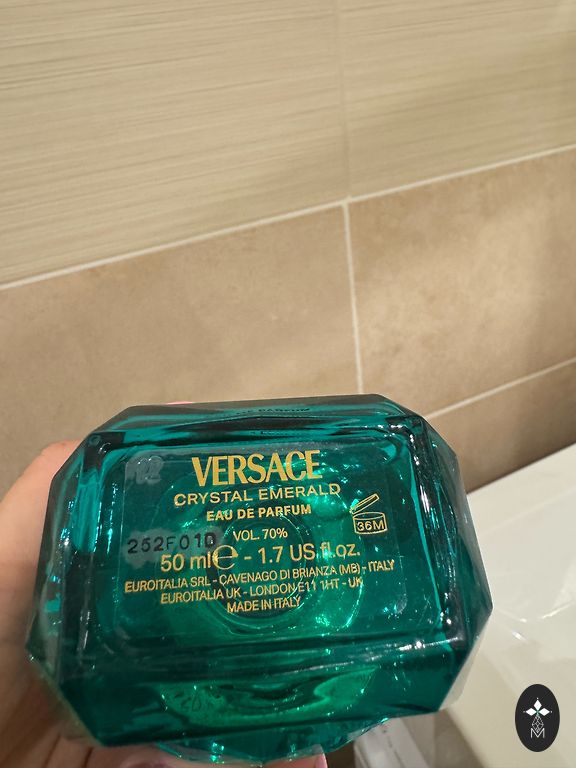 VERSACE
CRYSTAL EMERALD
EAU DE PARFUM
36M
VOL. 70%
252F01D
50 ml ℮ - 1.7 US.fl.oz.
EUROITALIA SRL - CAVENAGO DI BRIANZA (MB) - ITALY
EUROITALIA UK - LONDON E11 1HT - UK
MADE IN ITALY
M